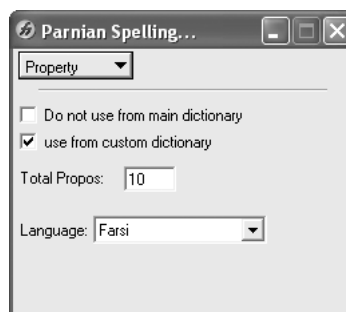 Parnian Spelling...
Property
Do not use from main dictionary
use from custom dictionary
Total Propos: 10
Language: Farsi